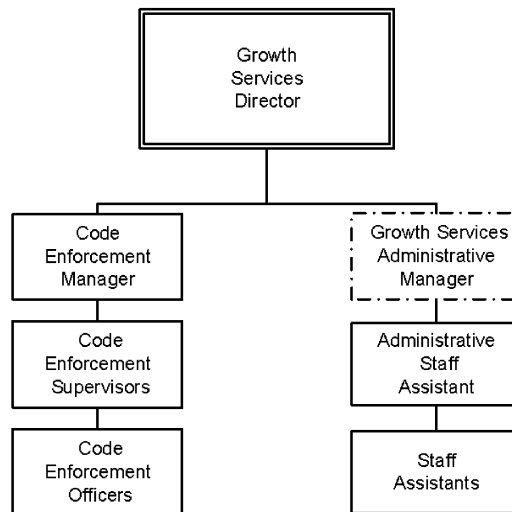 Growth
Services
Director
Code
Enforcement
Manager
Growth Services
Administrative
Manager
Code
Enforcement
Supervisors
Administrative
Staff
Assistant
Code
Enforcement
Officers
Staff
Assistants